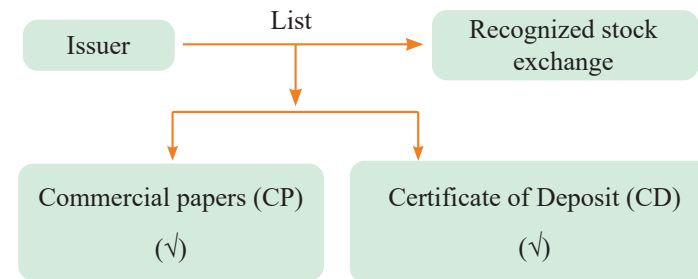 List
Issuer
Recognized stock
exchange
Commercial papers (CP)
(√)
Certificate of Deposit (CD)
(√)